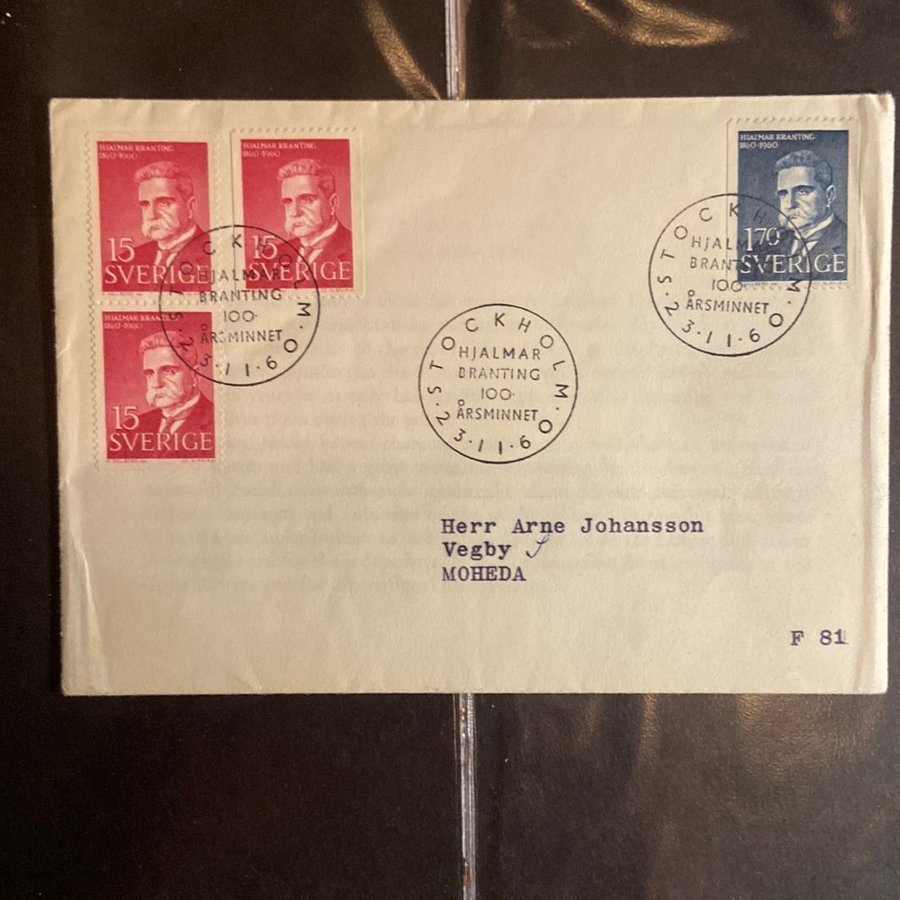 HJALMAR BRANTING
1860-1960
15
SVERIGE
HJALMAR BRANTING
1860-1960
15
SVERIGE
HJALMAR BRANTING
1860-1960
15
SVERIGE
HJALMAR BRANTING
1860-1960
1 70
SVERIGE
STOCKHOLM·Ö
HJALMAR
BRANTING
100-
ÅRSMINNET
·23·11·60
STOCKHOLM·
HJALMAR
BRANTING
100-
ÅRSMINNET
·23·11·60
STOCKHOLM·
HJALMAR
BRANTING
100-
ÅRSMINNET
·23·11·60
Herr Arne Johansson
Vegby
MOHEDA
F 81